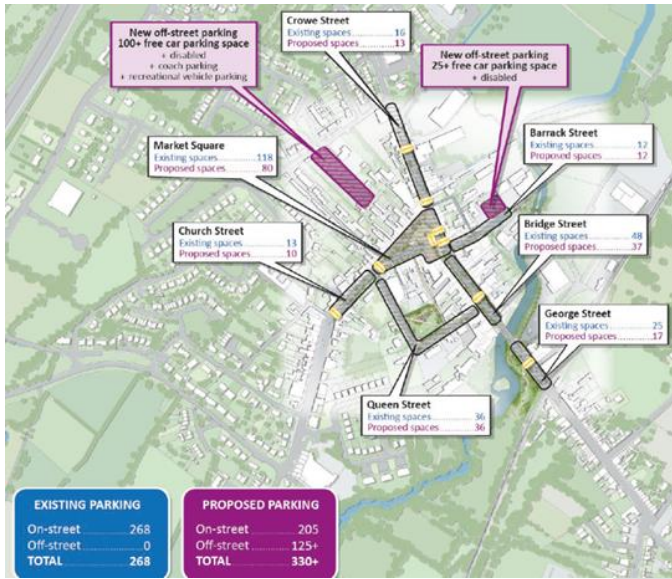 Crowe Street
Existing spaces 16
Proposed spaces 13
New off-street parking
100+ free car parking space
+ disabled
+ coach parking
+ recreational vehicle parking
New off-street parking
25+ free car parking space
+ disabled
Market Square
Existing spaces 118
Proposed spaces 80
Barrack Street
Existing spaces 12
Proposed spaces 12
Church Street
Existing spaces 13
Proposed spaces 10
Bridge Street
Existing spaces 48
Proposed spaces 37
George Street
Existing spaces 25
Proposed spaces 17
Queen Street
Existing spaces 36
Proposed spaces 36
EXISTING PARKING
On-street 268
Off-street 0
TOTAL 268
PROPOSED PARKING
On-street 205
Off-street 125+
TOTAL 330+